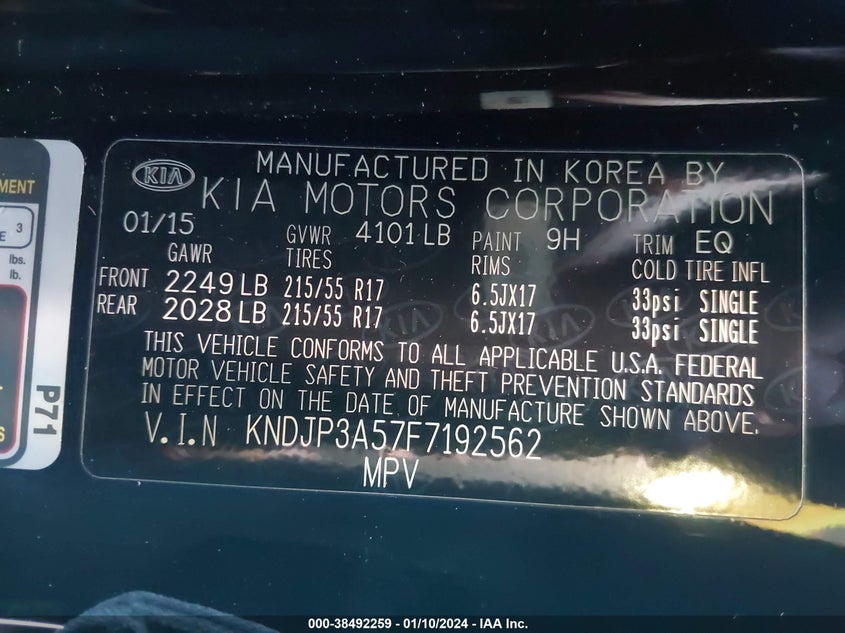 MENT
3
E
lbs.
lb.
P71
S
KIA
MANUFACTURED IN KOREA BY
KIA MOTORS CORPORATION
01/15 GVWR 4101 LB PAINT 9H TRIM EQ
GAWR TIRES RIMS COLD TIRE INFL
FRONT 2249 LB 215/55 R17 6.5JX17 33psi SINGLE
REAR 2028 LB 215/55 R17 6.5JX17 33psi SINGLE
THIS VEHICLE CONFORMS TO ALL APPLICABLE U.S.A. FEDERAL
MOTOR VEHICLE SAFETY AND THEFT PREVENTION STANDARDS
IN EFFECT ON THE DATE OF MANUFACTURE SHOWN ABOVE.
V.I.N KNDJP3A57F7192562
MPV
000-38492259 - 01/10/2024 - IAA Inc.